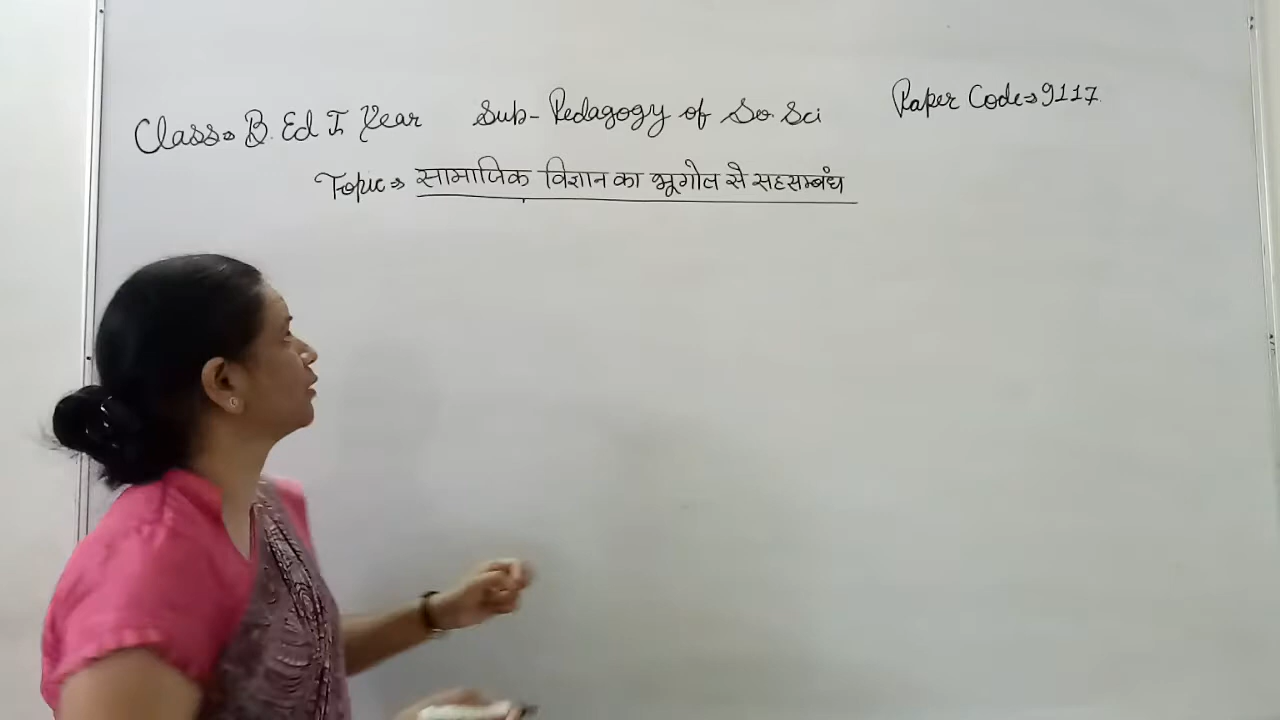 Class⇒ B.Ed I Year Sub- Pedagogy of So. Sci Paper Code⇒9117
Topic⇒ सामाजिक विज्ञान का भूगोल से सहसम्बंध